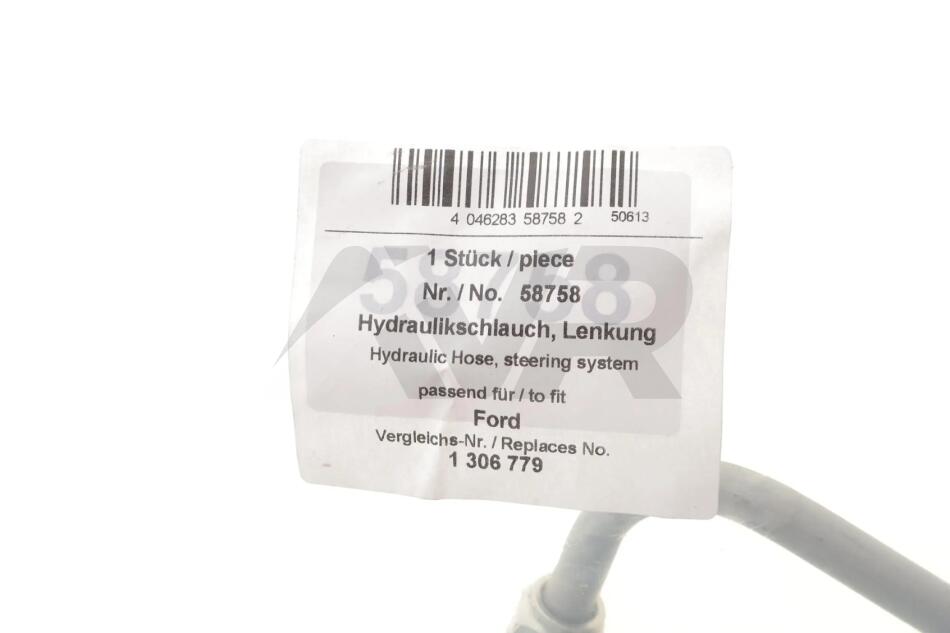 4 046283 58758 2 50613
1 Stück / piece
Nr. / No. 58758
58758
Hydraulikschlauch, Lenkung
Hydraulic Hose, steering system
passend für / to fit
Ford
Vergleichs-Nr. / Replaces No.
1 306 779